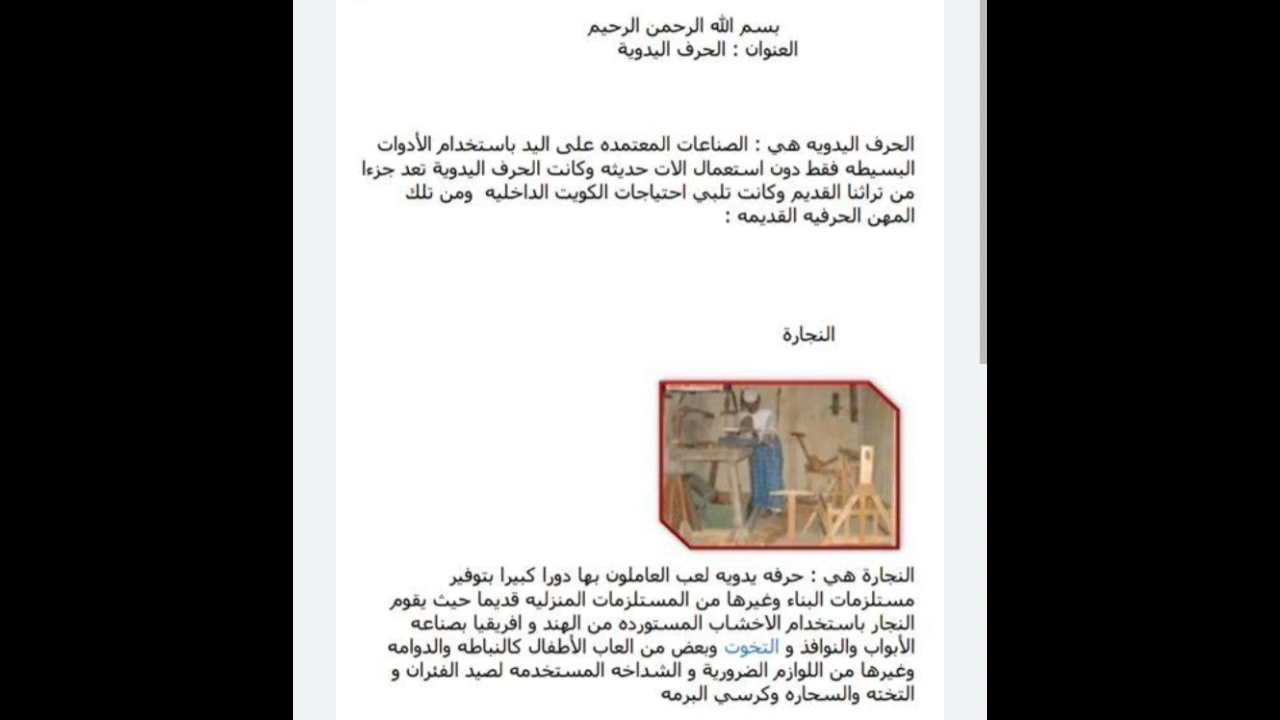 بسم الله الرحمن الرحيم
العنوان : الحرف اليدوية
الحرف اليدويه هي : الصناعات المعتمده على اليد باستخدام الأدوات
البسيطه فقط دون استعمال الات حديثه وكانت الحرف اليدوية تعد جزءا
من تراثنا القديم وكانت تلبي احتياجات الكويت الداخليه ومن تلك
المهن الحرفيه القديمه :
النجارة
النجارة هي : حرفه يدويه لعب العاملون بها دورا كبيرا بتوفير
مستلزمات البناء وغيرها من المستلزمات المنزليه قديما حيث يقوم
النجار باستخدام الاخشاب المستورده من الهند و افريقيا بصناعه
الأبواب والنوافذ و التخوت وبعض من العاب الأطفال كالنباطه والدوامه
وغيرها من اللوازم الضرورية و الشداخه المستخدمه لصيد الفئران و
التخته والسحاره وكرسي البرمه